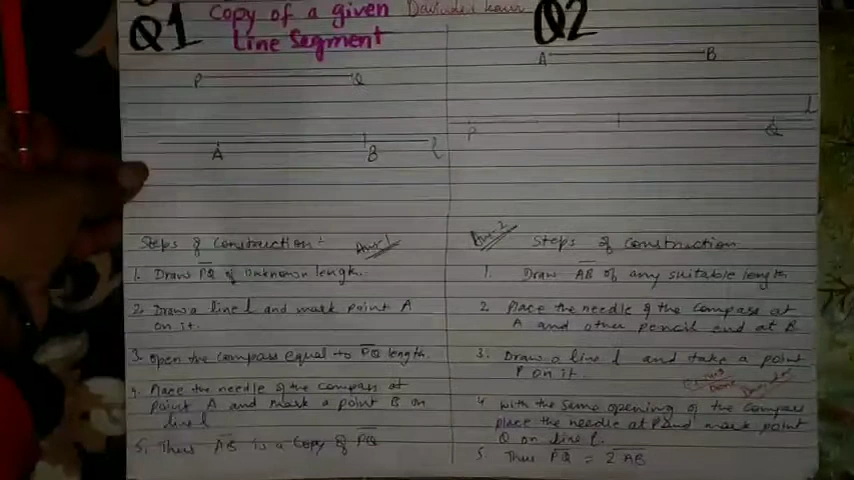 Q1
Copy of a given
Line Segment
P Q
A B l
Steps of Construction:
Ans-1
1. Draw PQ of unknown length.
2. Draw a line l and mark point A
on it.
3. Open the compass equal to PQ length.
4. Place the needle of the compass at
point A and mark a point B on
line l
5. Thus AB is a copy of PQ
Q2
A B
P Q l
Ans-2
Steps of Construction
1. Draw AB of any suitable length
2. Place the needle of the compass at
A and other pencil end at B
3. Draw a line l and take a point
P on it.
4. with the same opening of the compass
place the needle at P and mark point
Q on line l.
5. Thus PQ = 2 AB